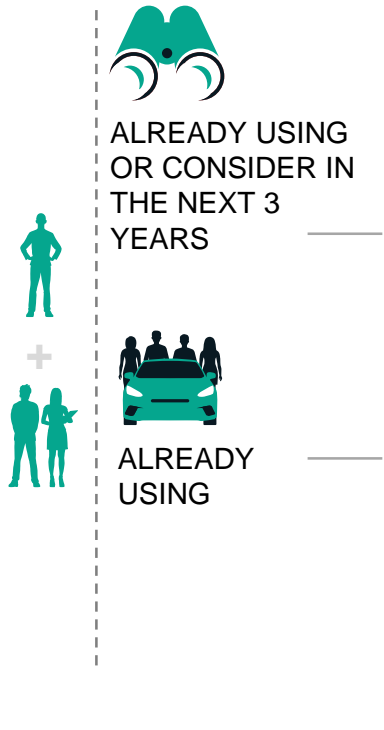 ALREADY USING
OR CONSIDER IN
THE NEXT 3
YEARS
ALREADY
USING